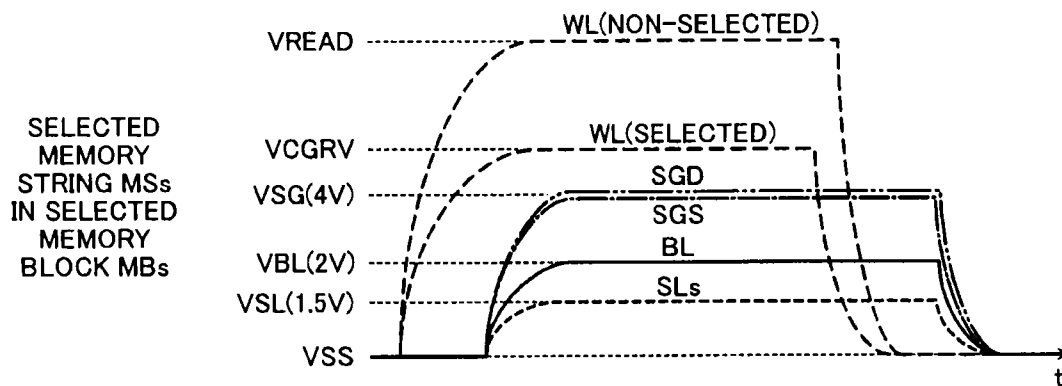 WL(NON-SELECTED)
VREAD
SELECTED
MEMORY
STRING MSs
IN SELECTED
MEMORY
BLOCK MBs
WL(SELECTED)
VCGRV
SGD
VSG(4V)
SGS
BL
VBL(2V)
SLs
VSL(1.5V)
VSS
t